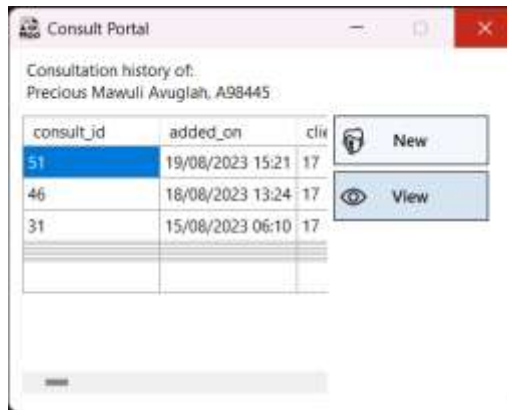 Consult Portal
Consultation history of:
Precious Mawuli Avuglah, A98445
consult_id added_on clie
51 19/08/2023 15:21 17
46 18/08/2023 13:24 17
31 15/08/2023 06:10 17
New
View